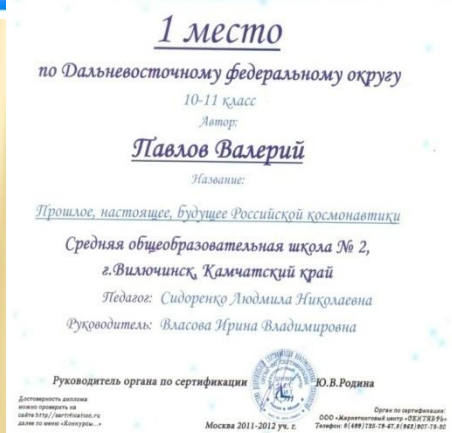 1 место
по Дальневосточному федеральному округу
10-11 класс
Автор:
Павлов Валерий
Название:
Прошлое, настоящее, будущее Российской космонавтики
Средняя общеобразовательная школа № 2,
г.Вилючинск, Камчатский край
Педагог: Сидоренко Людмила Николаевна
Руководитель: Власова Ирина Владимировна
Руководитель органа по сертификации Ю.В.Родина
Достоверность диплома
можно проверить на
сайте http://sertification.ru
далее по меню «Конкурсы...»
Москва 2011-2012 уч. г.
Орган по сертификации:
ООО «Маркетинговый центр
Телефон: